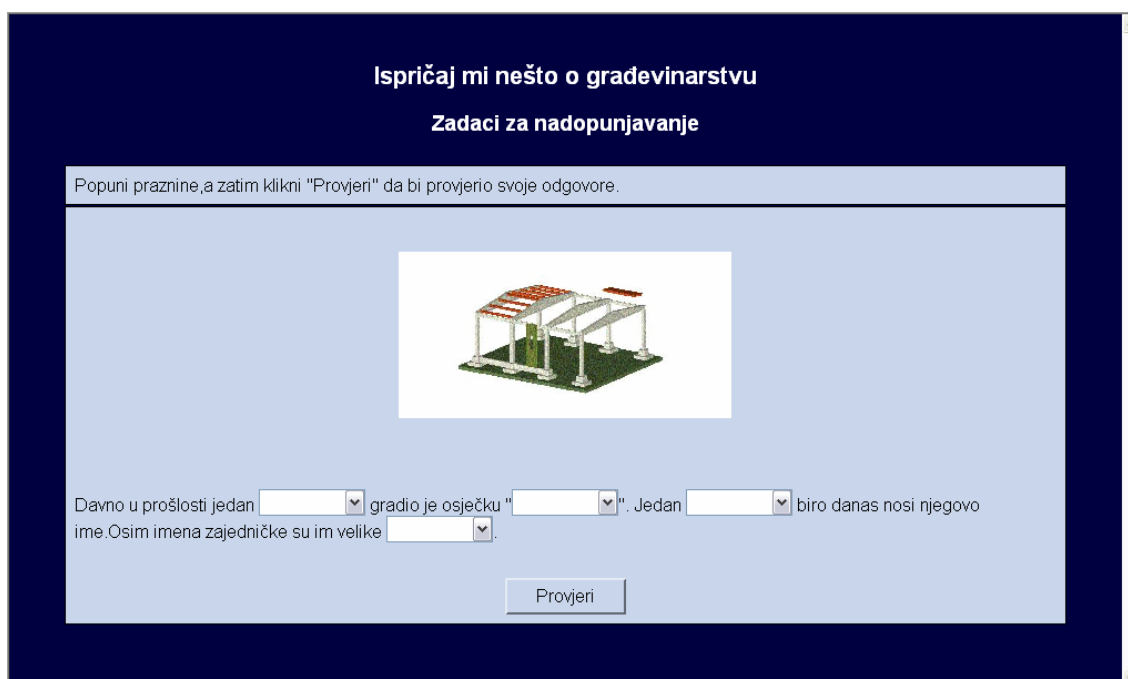 Ispričaj mi nešto o građevinarstvu
Zadaci za nadopunjavanje
Popuni praznine,a zatim klikni "Provjeri" da bi provjerio svoje odgovore.
Davno u prošlosti jedan gradio je osječku " ". Jedan biro danas nosi njegovo
ime.Osim imena zajedničke su im velike .
Provjeri